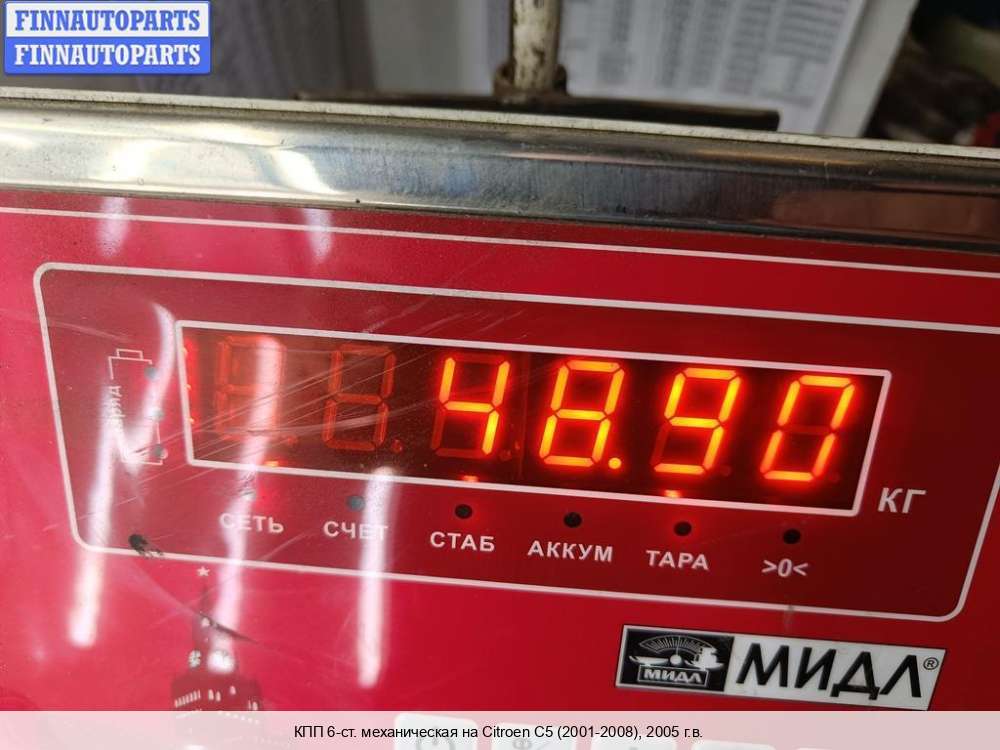 FINNAUTOPARTS
FINNAUTOPARTS
48.90
КГ
СЕТЬ СЧЕТ СТАБ АККУМ ТАРА >0<
МИДЛ МИДЛ®
КПП 6-ст. механическая на Citroen C5 (2001-2008), 2005 г.в.